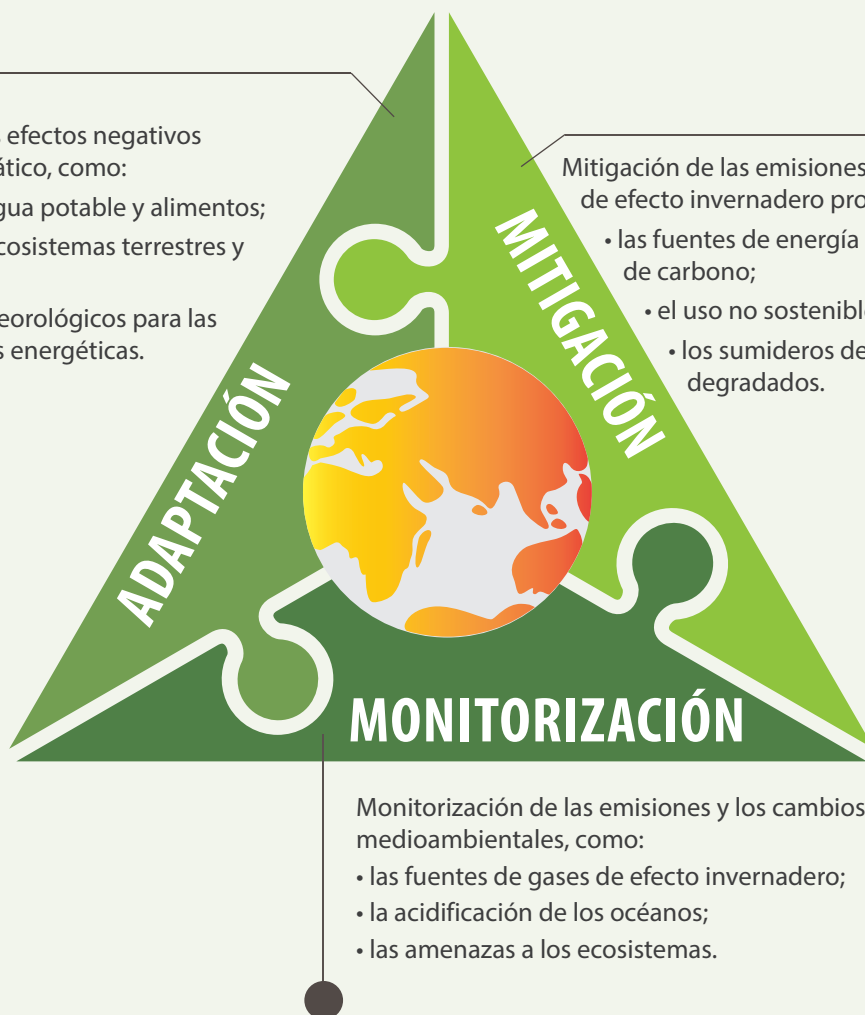 efectos negativos
ático, como:
gua potable y alimentos;
cosistemas terrestres y
eorológicos para las
s energéticas.
ADAPTACIÓN
Mitigación de las emisiones
de efecto invernadero pro
• las fuentes de energía
de carbono;
• el uso no sostenible
• los sumideros de
degradados.
MITIGACIÓN
MONITORIZACIÓN
Monitorización de las emisiones y los cambios
medioambientales, como:
• las fuentes de gases de efecto invernadero;
• la acidificación de los océanos;
• las amenazas a los ecosistemas.